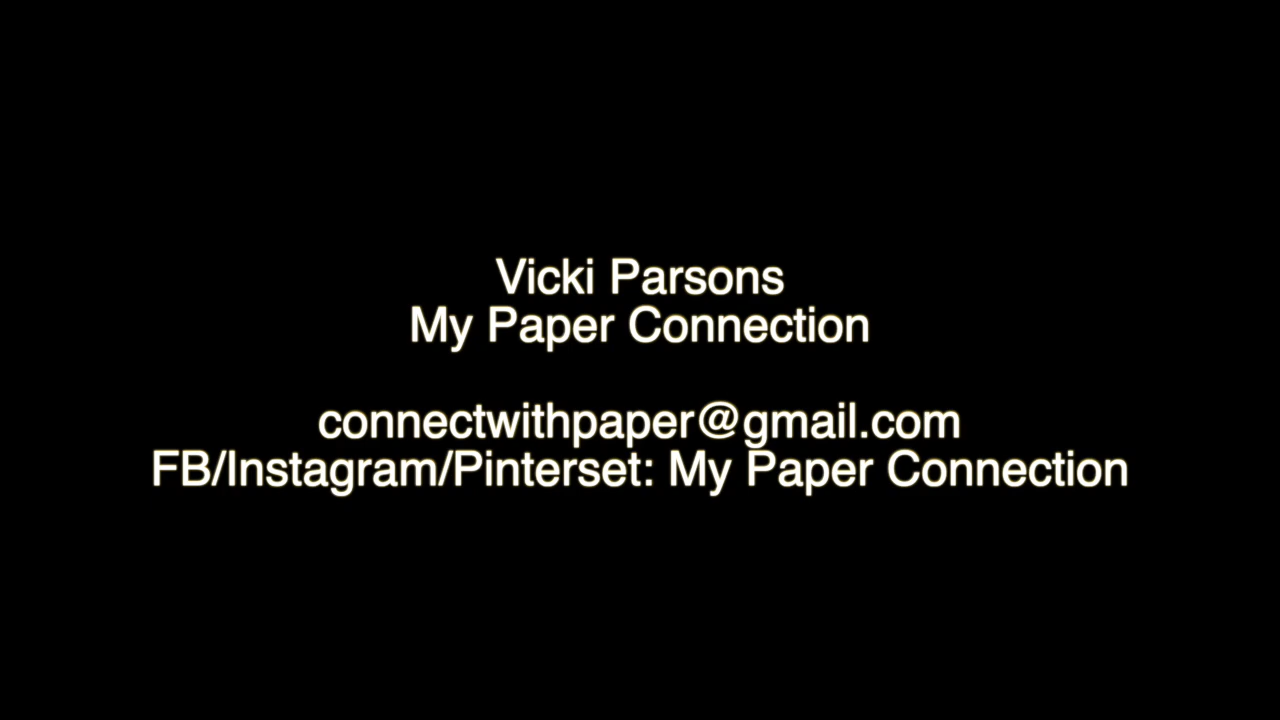 Vicki Parsons
My Paper Connection
connectwithpaper@gmail.com
FB/Instagram/Pinterset: My Paper Connection